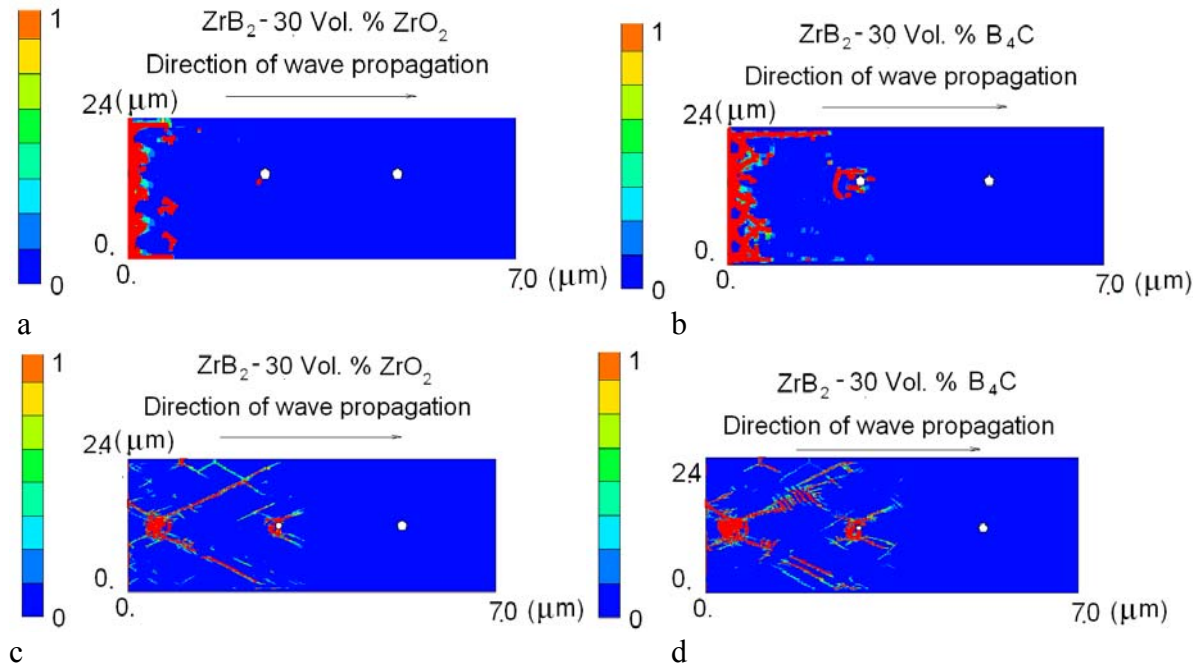 1
0
ZrB2-30 Vol. % ZrO2
Direction of wave propagation
24 (μm)
0.
0.
7.0 (μm)
a
1
0
ZrB2-30 Vol. % B4C
Direction of wave propagation
24 (μm)
0.
0.
7.0 (μm)
b
1
0
ZrB2-30 Vol. % ZrO2
Direction of wave propagation
24 (μm)
0.
0.
7.0 (μm)
c
1
0
ZrB2-30 Vol. % B4C
Direction of wave propagation
24
0.
0.
7.0 (μm)
d